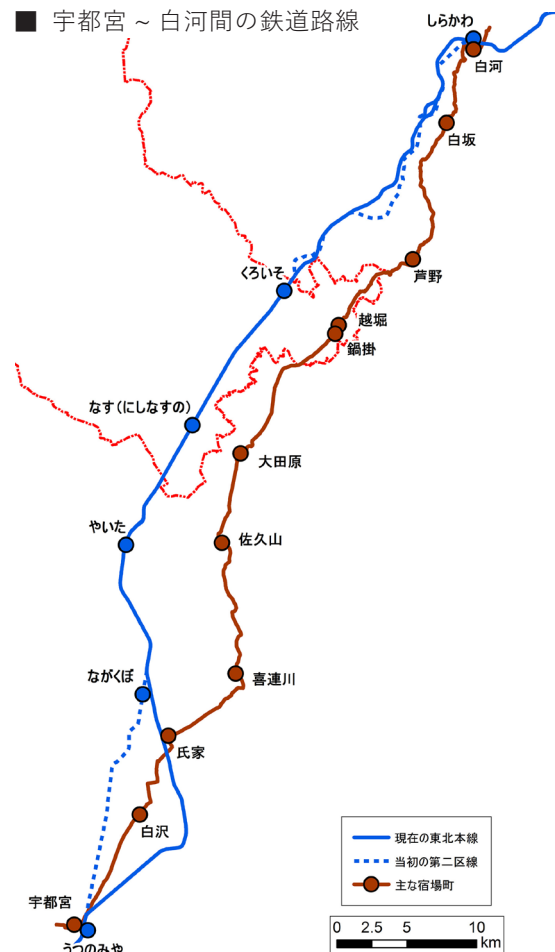 ■ 宇都宮 ~ 白河間の鉄道路線
しらかわ
白河
白坂
芦野
くろいそ
越堀
鍋掛
なす(にしなすの)
大田原
やいた
佐久山
ながくぼ
喜連川
氏家
白沢
宇都宮
うつのみや
現在の東北本線
当初の第二区線
主な宿場町
0 2.5 5 10
km